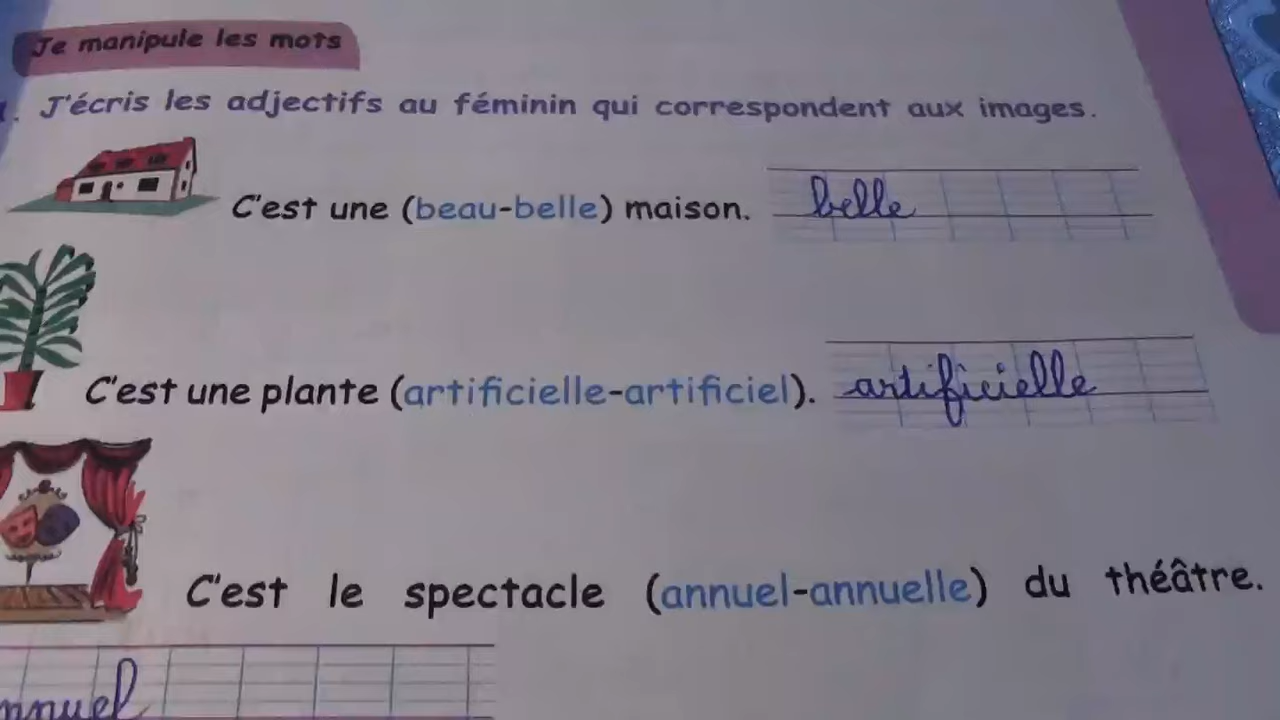 Je manipule les mots
. J'écris les adjectifs au féminin qui correspondent aux images.
C'est une (beau-belle) maison. belle
C'est une plante (artificielle-artificiel). artificielle
C'est le spectacle (annuel-annuelle) du théâtre.
nnuel